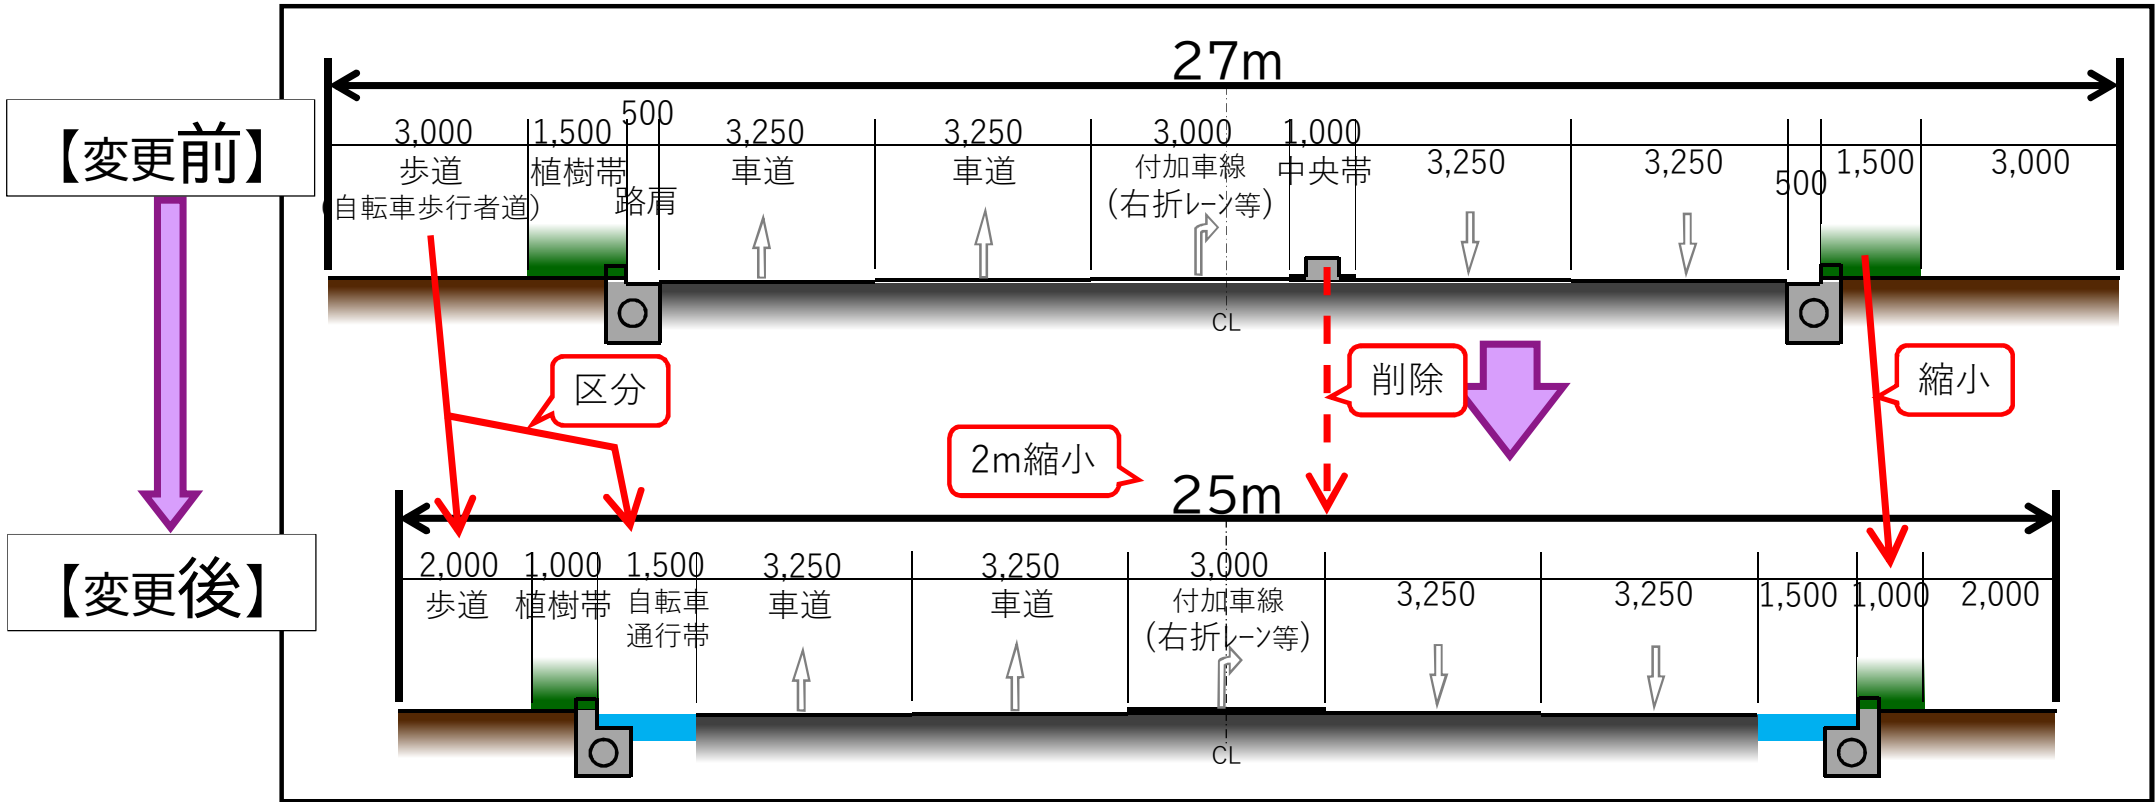 27m
【変更前】
3,000
1,500
500
3,250
3,250
3,000
1,000
3,250
3,250
500
1,500
3,000
歩道
(自転車歩行者道)
植樹帯
路肩
車道
車道
付加車線
(右折ﾚｰﾝ等)
中央帯
CL
区分
削除
縮小
2m縮小
25m
【変更後】
2,000
1,000
1,500
3,250
3,250
3,000
3,250
3,250
1,500
1,000
2,000
歩道
植樹帯
自転車
通行帯
車道
車道
付加車線
(右折ﾚｰﾝ等)
CL